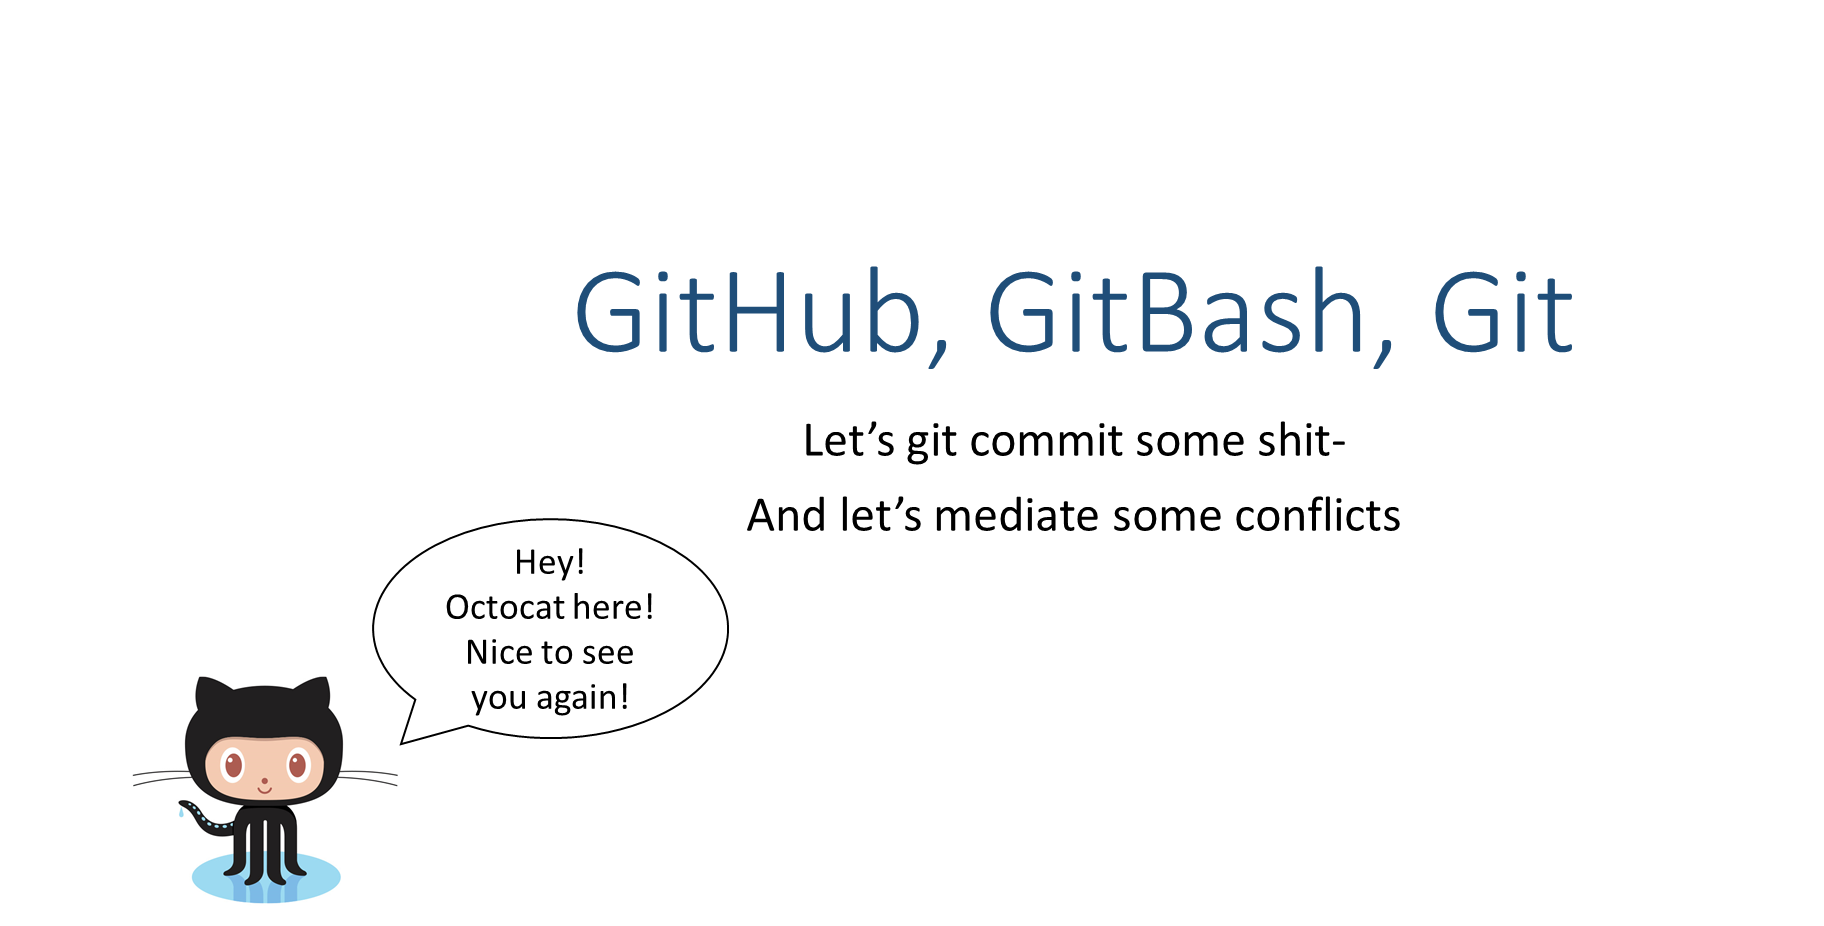 GitHub, GitBash, Git
Let’s git commit some shit-
And let’s mediate some conflicts
Hey!
Octocat here!
Nice to see
you again!